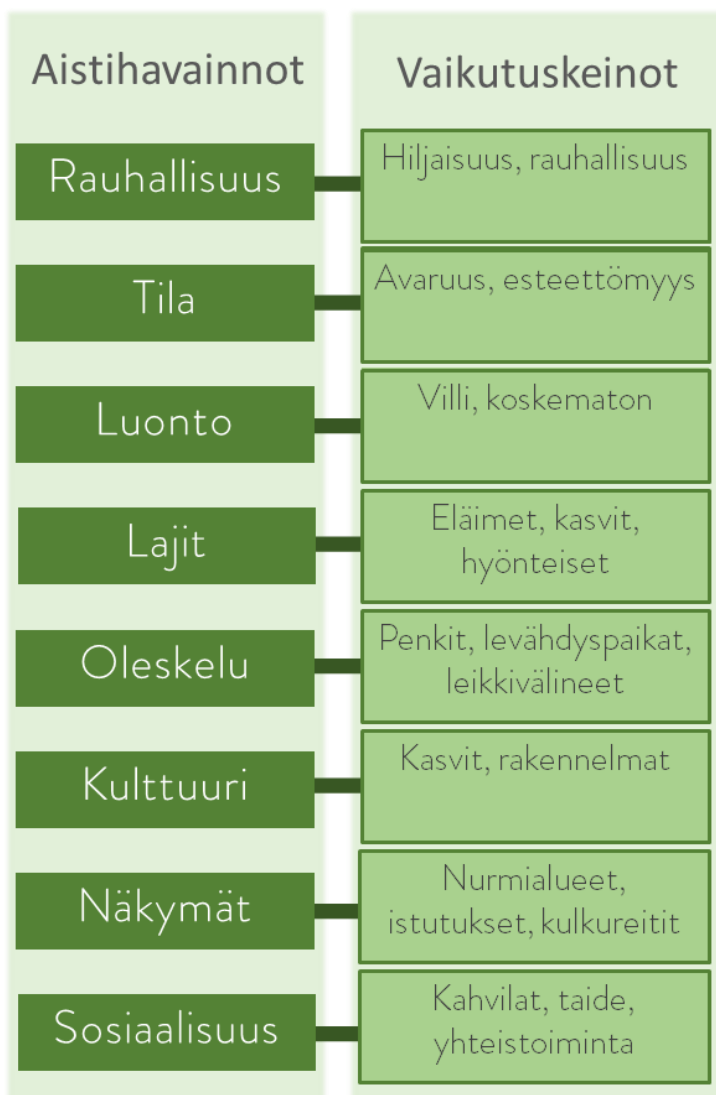 Aistihavainnot
Vaikutuskeinot
Rauhallisuus
Hiljaisuus, rauhallisuus
Tila
Avaruus, esteettömyys
Luonto
Villi, koskematon
Lajit
Eläimet, kasvit,
hyönteiset
Oleskelu
Penkit, levähdyspaikat,
leikkivälineet
Kulttuuri
Kasvit, rakennelmat
Näkymät
Nurmialueet,
istutukset, kulkureitit
Sosiaalisuus
Kahvilat, taide,
yhteistoiminta